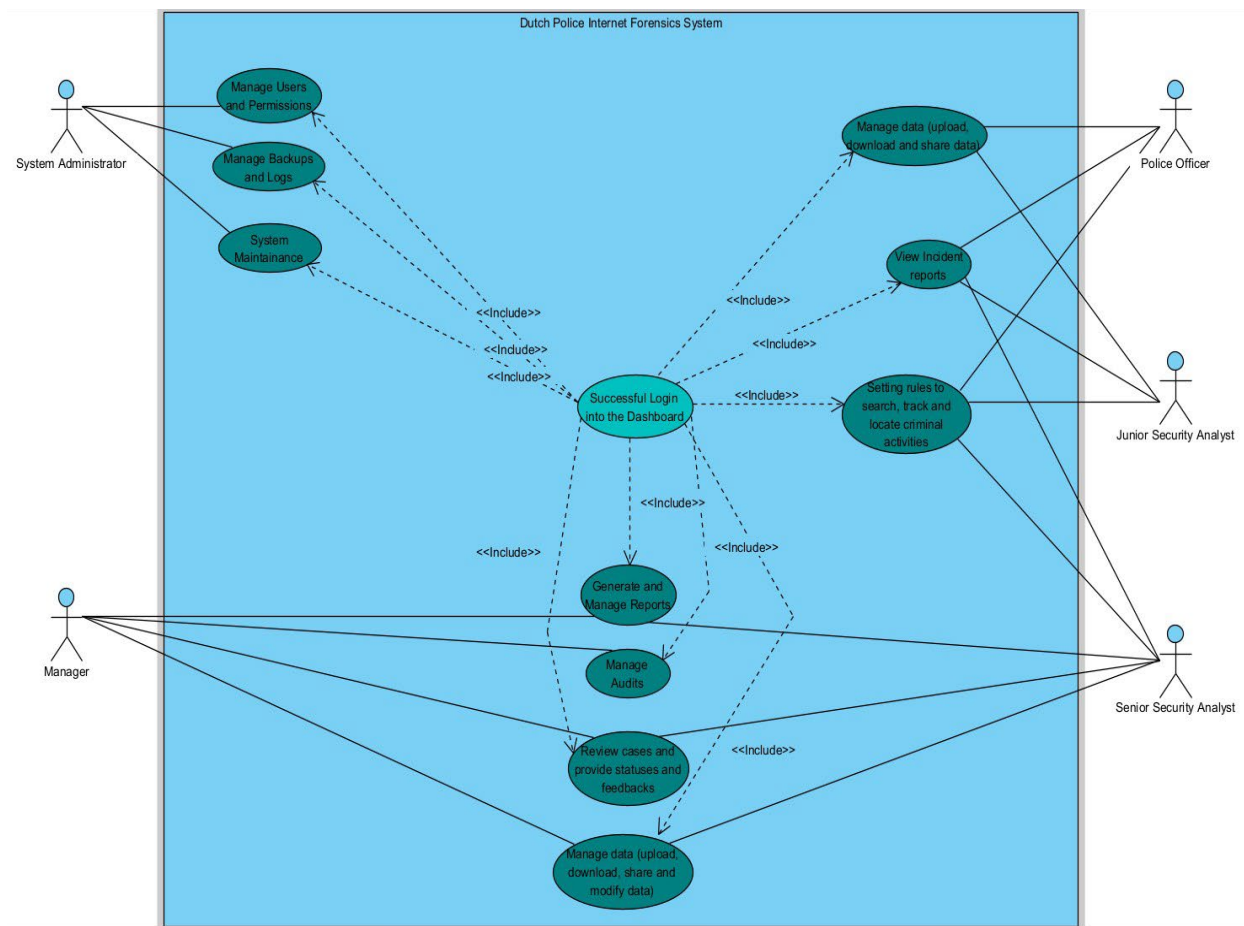 Dutch Police Internet Forensics System
Manage Users
and Permissions
System Administrator
Manage Backups
and Logs
System
Maintainance
Manage data (upload,
download and share data)
Police Officer
View Incident
reports
<<Include>>
<<Include>>
<<Include>>
<<Include>>
<<Include>>
<<Include>>
Successful Login
into the Dashboard
Setting rules to
search, track and
locate criminal
activities
Junior Security Analyst
<<Include>>
<<Include>>
<<Include>>
Generate and
Manage Reports
Manager
Manage
Audits
Senior Security Analyst
Review cases and
provide statuses and
feedbacks
<<Include>>
Manage data (upload,
download, share and
modify data)